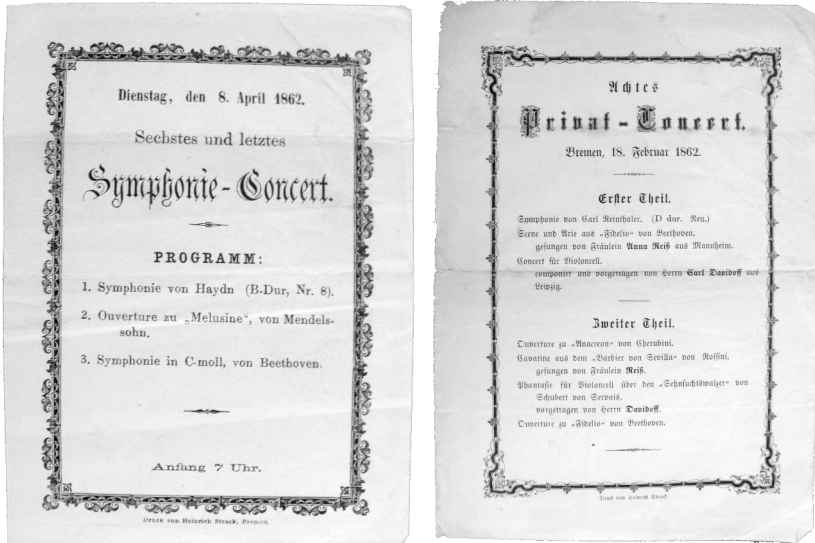 Dienstag, den 8. April 1862.
Sechstes und letztes
Symphonie-Concert.
PROGRAMM:
1. Symphonie von Haydn (B-Dur, Nr. 8).
2. Ouverture zu „Melusine“, von Mendels-
sohn.
3. Symphonie in C-moll, von Beethoven.
Anfang 7 Uhr.
Druck von Heinrich Strack, Bremen
Achtes
Privat-Concert.
Bremen, 18. Februar 1862.
Erster Theil.
Symphonie von Carl Reinthaler. (D dur. Neu.)
Scene und Arie aus „Fidelio“ von Beethoven,
gesungen von Fräulein Anna Reiß aus Mannheim.
Concert für Violoncell,
componirt und vorgetragen von Herrn Carl Davidoff aus
Leipzig.
Zweiter Theil.
Ouverture zu „Anacreon“ von Cherubini.
Cavatine aus dem „Barbier von Sevilla“ von Rossini,
gesungen von Fräulein Reiß.
Phantasie für Violoncell über den „Sehnsuchtswalzer“ von
Schubert von Servais,
vorgetragen von Herrn Davidoff.
Ouverture zu „Fidelio“ von Beethoven.
Druck von Heinrich Strack